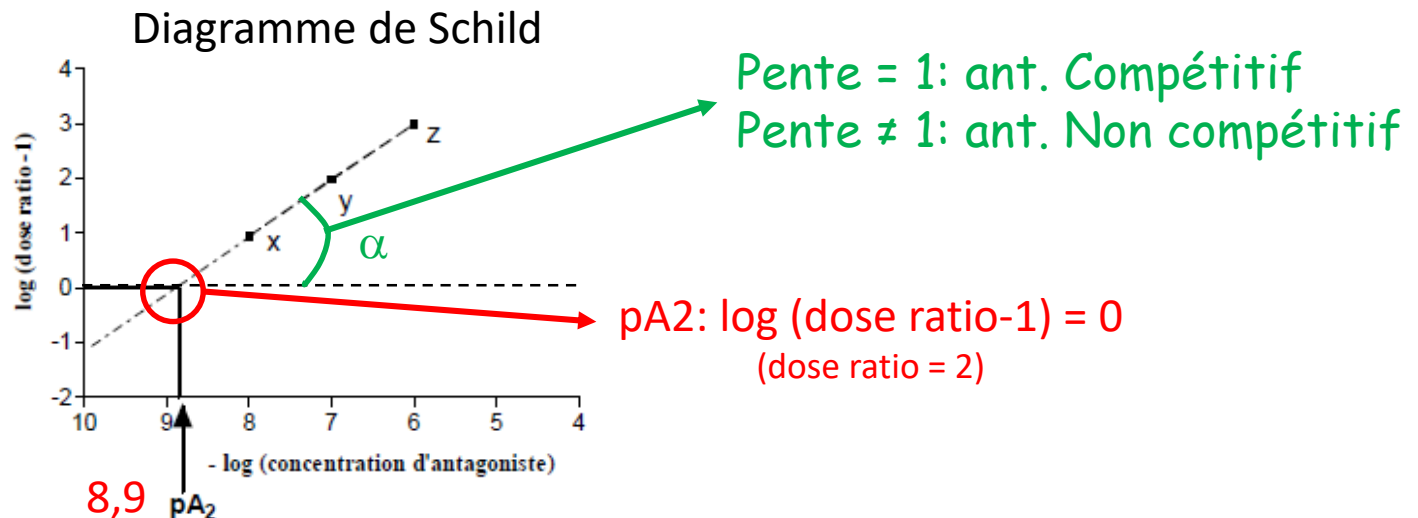 Diagramme de Schild
Pente = 1: ant. Compétitif
Pente ≠ 1: ant. Non compétitif
log (dose ratio-1)
4
3
2
1
0
-1
-2
z
y
x
α
pA2: log (dose ratio-1) = 0
(dose ratio = 2)
10 9 8 7 6 5 4
- log (concentration d'antagoniste)
8,9 pA₂